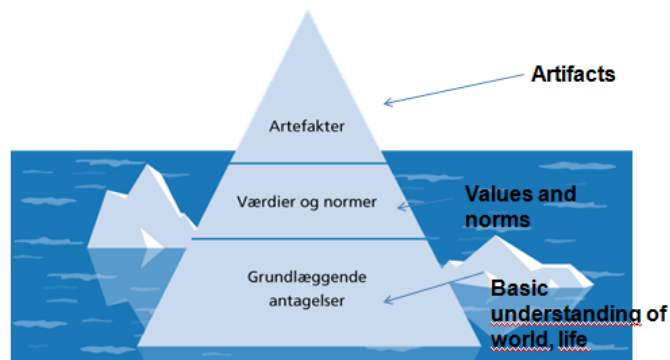 Artifacts
Artefakter
Værdier og normer
Values and
norms
Grundlæggende
antagelser
Basic
understanding of
world, life